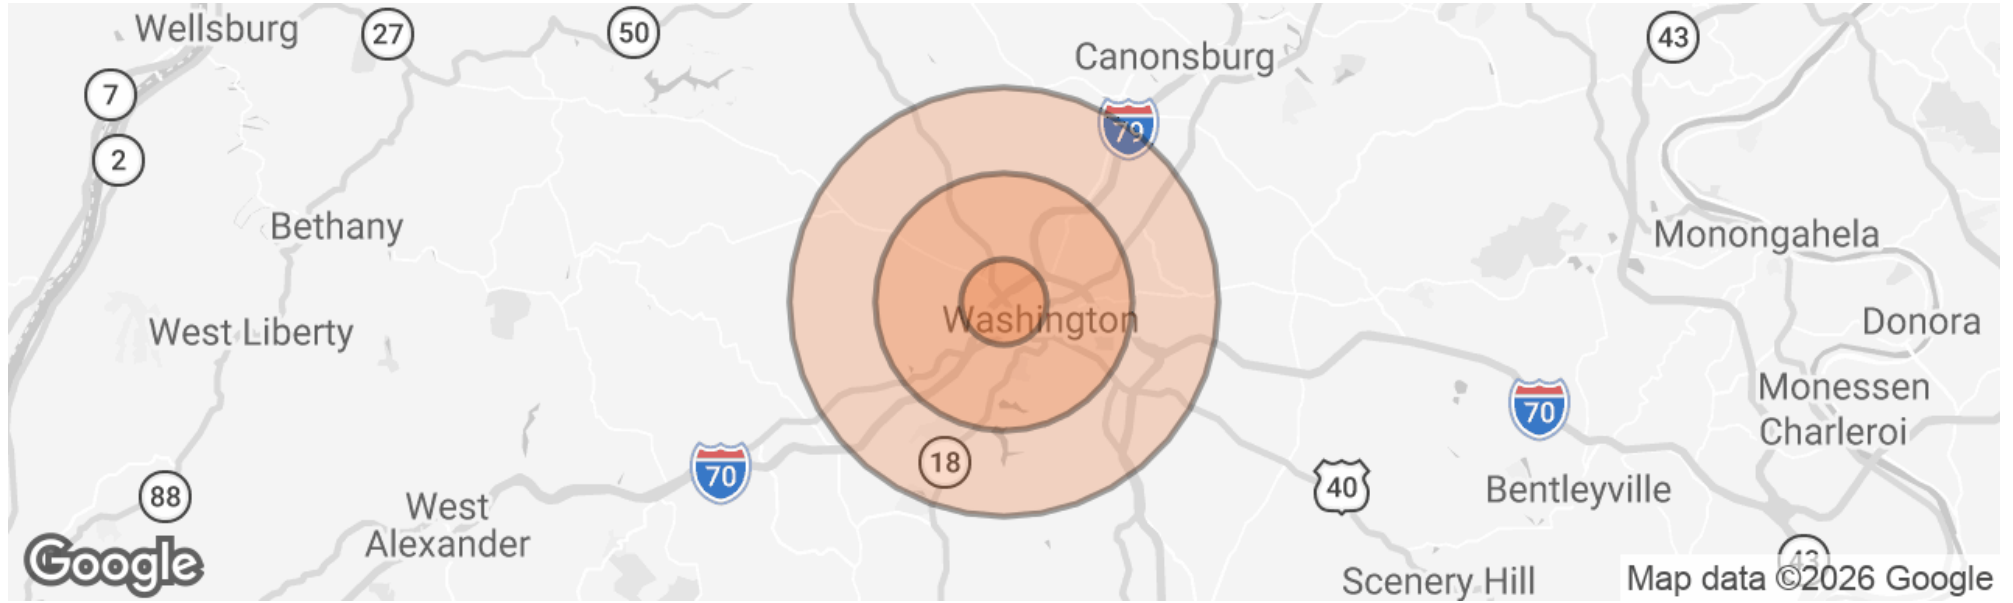 Wellsburg
27
50
43
Canonsburg
7
79
2
Bethany
Monongahela
Washington
West Liberty
Donora
Monessen
70
Charleroi
18
70
40
88
Bentleyville
West
Alexander
43
Google
Scenery Hill
Map data ©2026 Google